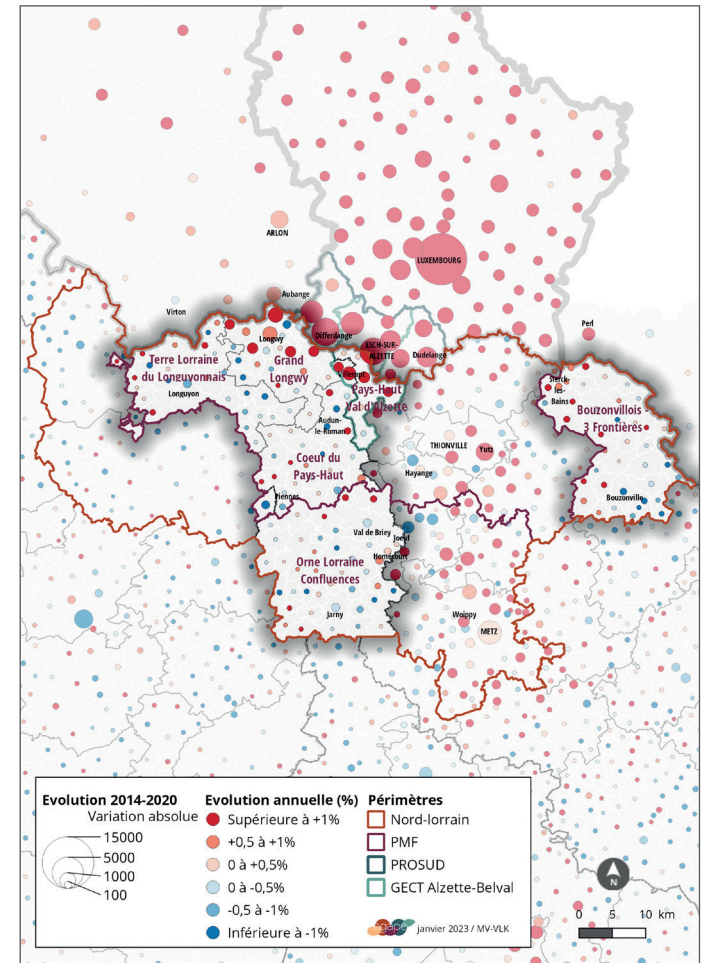 ARLON
LUXEMBOURG
Aubange
Virton
Differdange
Perl
Longwy
ESCH-SUR-
ALZETTE
Dudelange
Terre Lorraine
du Longuyonnais
Grand
Longwy
Villerupt
Sierck-
les-
Bains
Longuyon
Pays-Haut
Val d'Alzette
Bouzonvillois
3 Frontières
Audun-
le-Roman
THIONVILLE
Yutz
Coeur du
Pays-Haut
Hayange
Piennes
Bouzonville
Val de Briey
Joeuf
Homécourt
Orne Lorraine
Confluences
Jarny
Woippy
METZ
Evolution 2014-2020
Variation absolue
15000
5000
1000
100
Evolution annuelle (%)
Supérieure à +1%
+0,5 à +1%
0 à +0,5%
0 à -0,5%
-0,5 à -1%
Inférieure à -1%
Périmètres
Nord-lorrain
PMF
PROSUD
GECT Alzette-Belval
agape janvier 2023 / MV-VLK
N
0 5 10 km